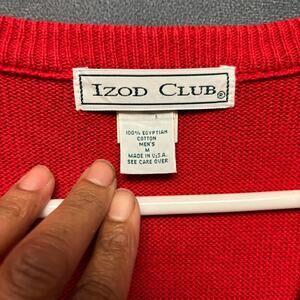 IZOD CLUB®
100% EGYPTIAN
COTTON
MEN'S
M
MADE IN U.S.A.
SEE CARE OVER